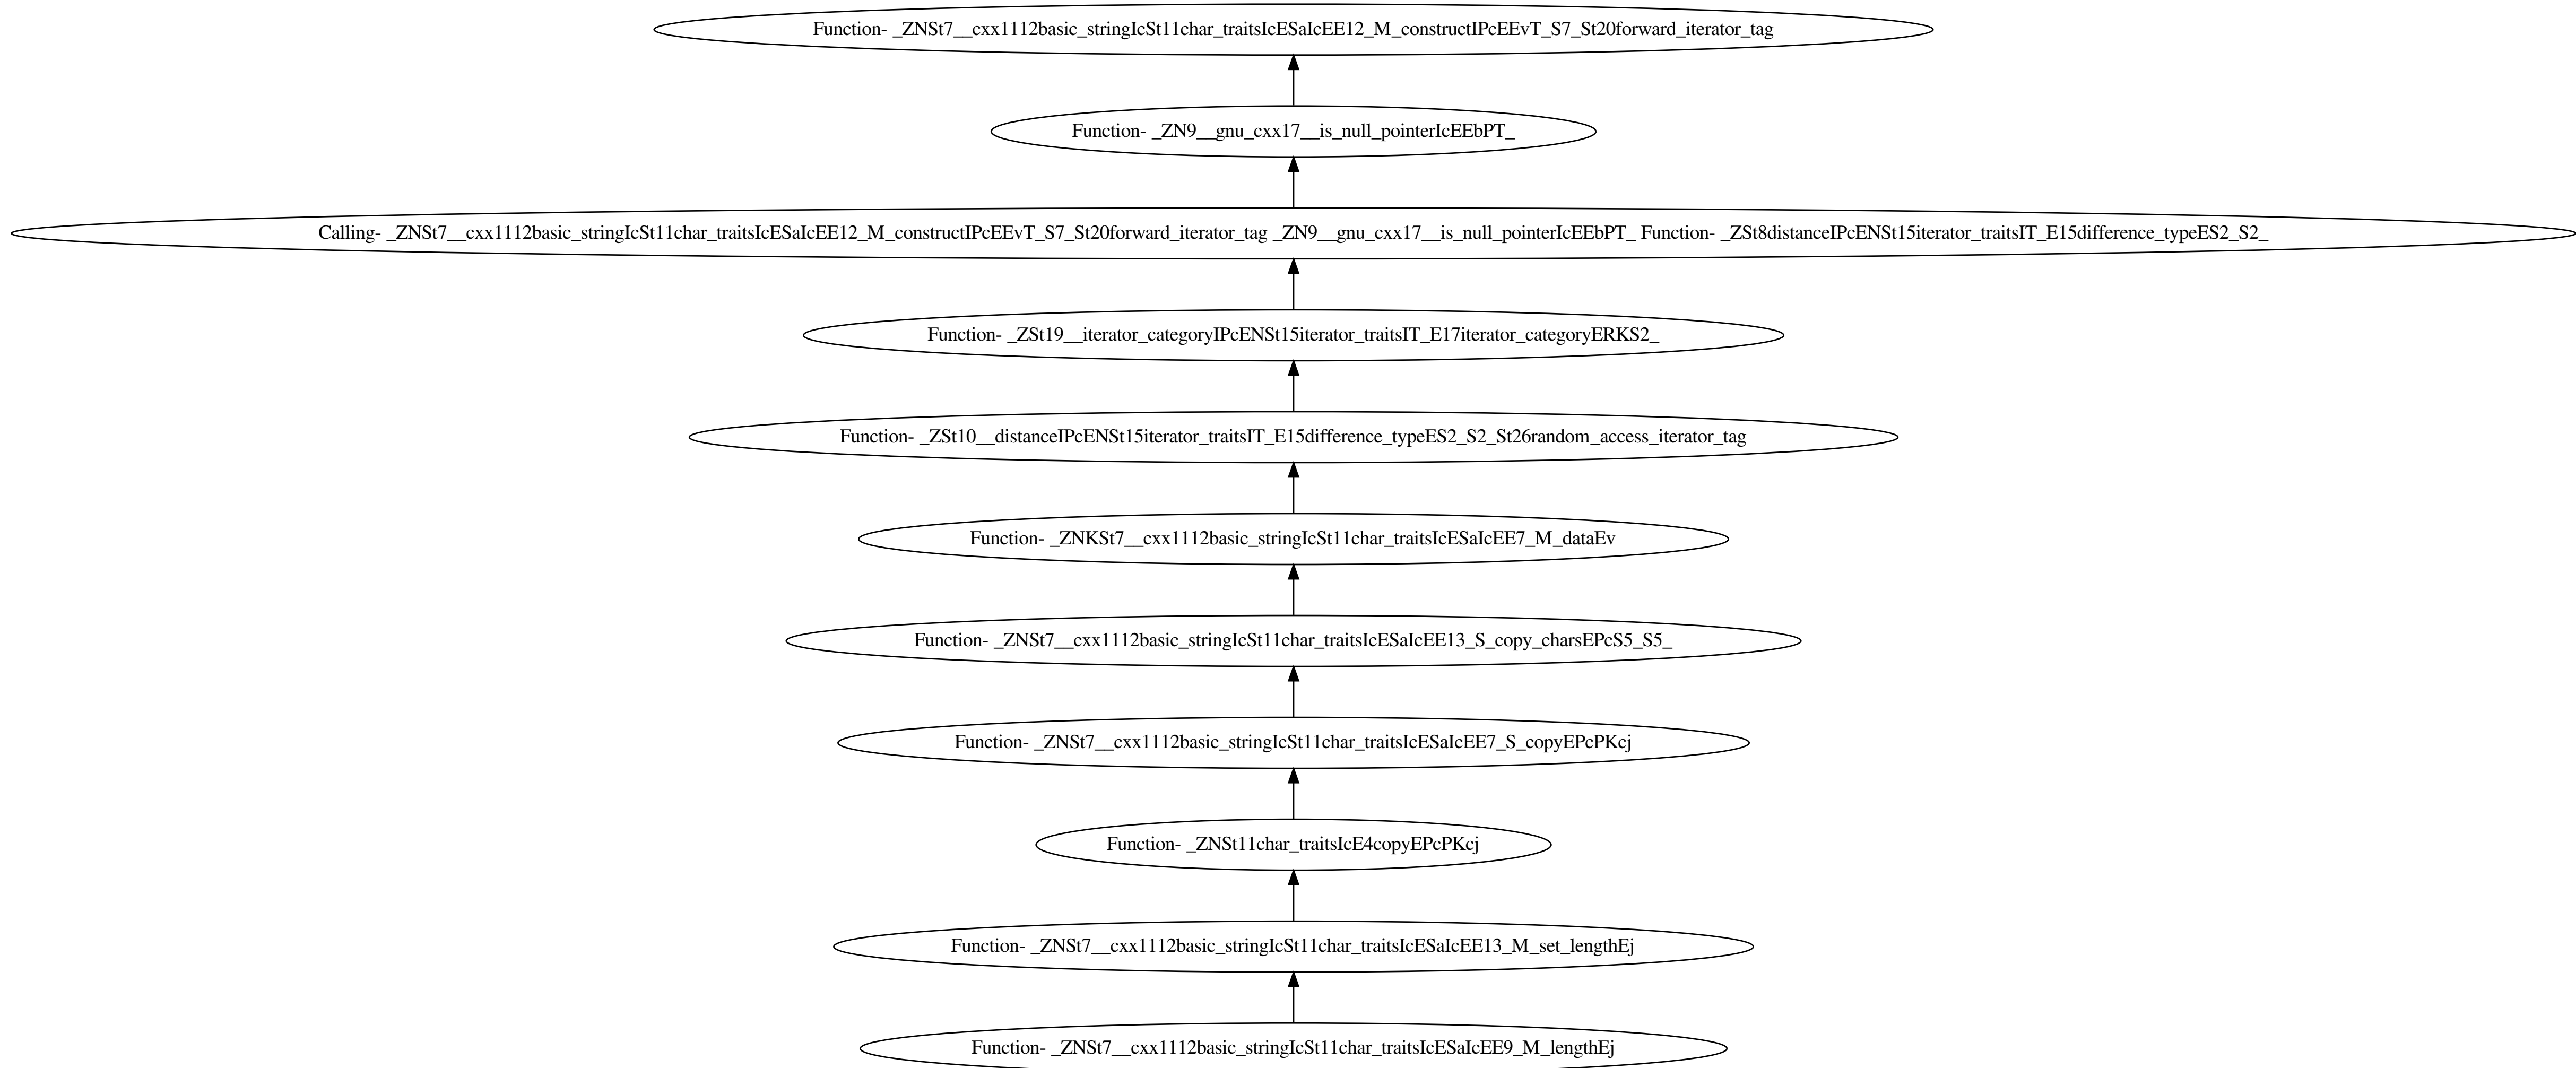 Function- _ZNSt7__cxx1112basic_stringIcSt11char_traitsIcESaIcEE12_M_constructIPcEEvT_S7_St20forward_iterator_tag
Function- _ZN9__gnu_cxx17__is_null_pointerIcEEbPT_
Calling- _ZNSt7__cxx1112basic_stringIcSt11char_traitsIcESaIcEE12_M_constructIPcEEvT_S7_St20forward_iterator_tag _ZN9__gnu_cxx17__is_null_pointerIcEEbPT_ Function- _ZSt8distanceIPcENSt15iterator_traitsIT_E15difference_typeES2_S2_
Function- _ZSt19__iterator_categoryIPcENSt15iterator_traitsIT_E17iterator_categoryERKS2_
Function- _ZSt10__distanceIPcENSt15iterator_traitsIT_E15difference_typeES2_S2_St26random_access_iterator_tag
Function- _ZNKSt7__cxx1112basic_stringIcSt11char_traitsIcESaIcEE7_M_dataEv
Function- _ZNSt7__cxx1112basic_stringIcSt11char_traitsIcESaIcEE13_S_copy_charsEPcS5_S5_
Function- _ZNSt7__cxx1112basic_stringIcSt11char_traitsIcESaIcEE7_S_copyEPcPKcj
Function- _ZNSt11char_traitsIcE4copyEPcPKcj
Function- _ZNSt7__cxx1112basic_stringIcSt11char_traitsIcESaIcEE13_M_set_lengthEj
Function- _ZNSt7__cxx1112basic_stringIcSt11char_traitsIcESaIcEE9_M_lengthEj